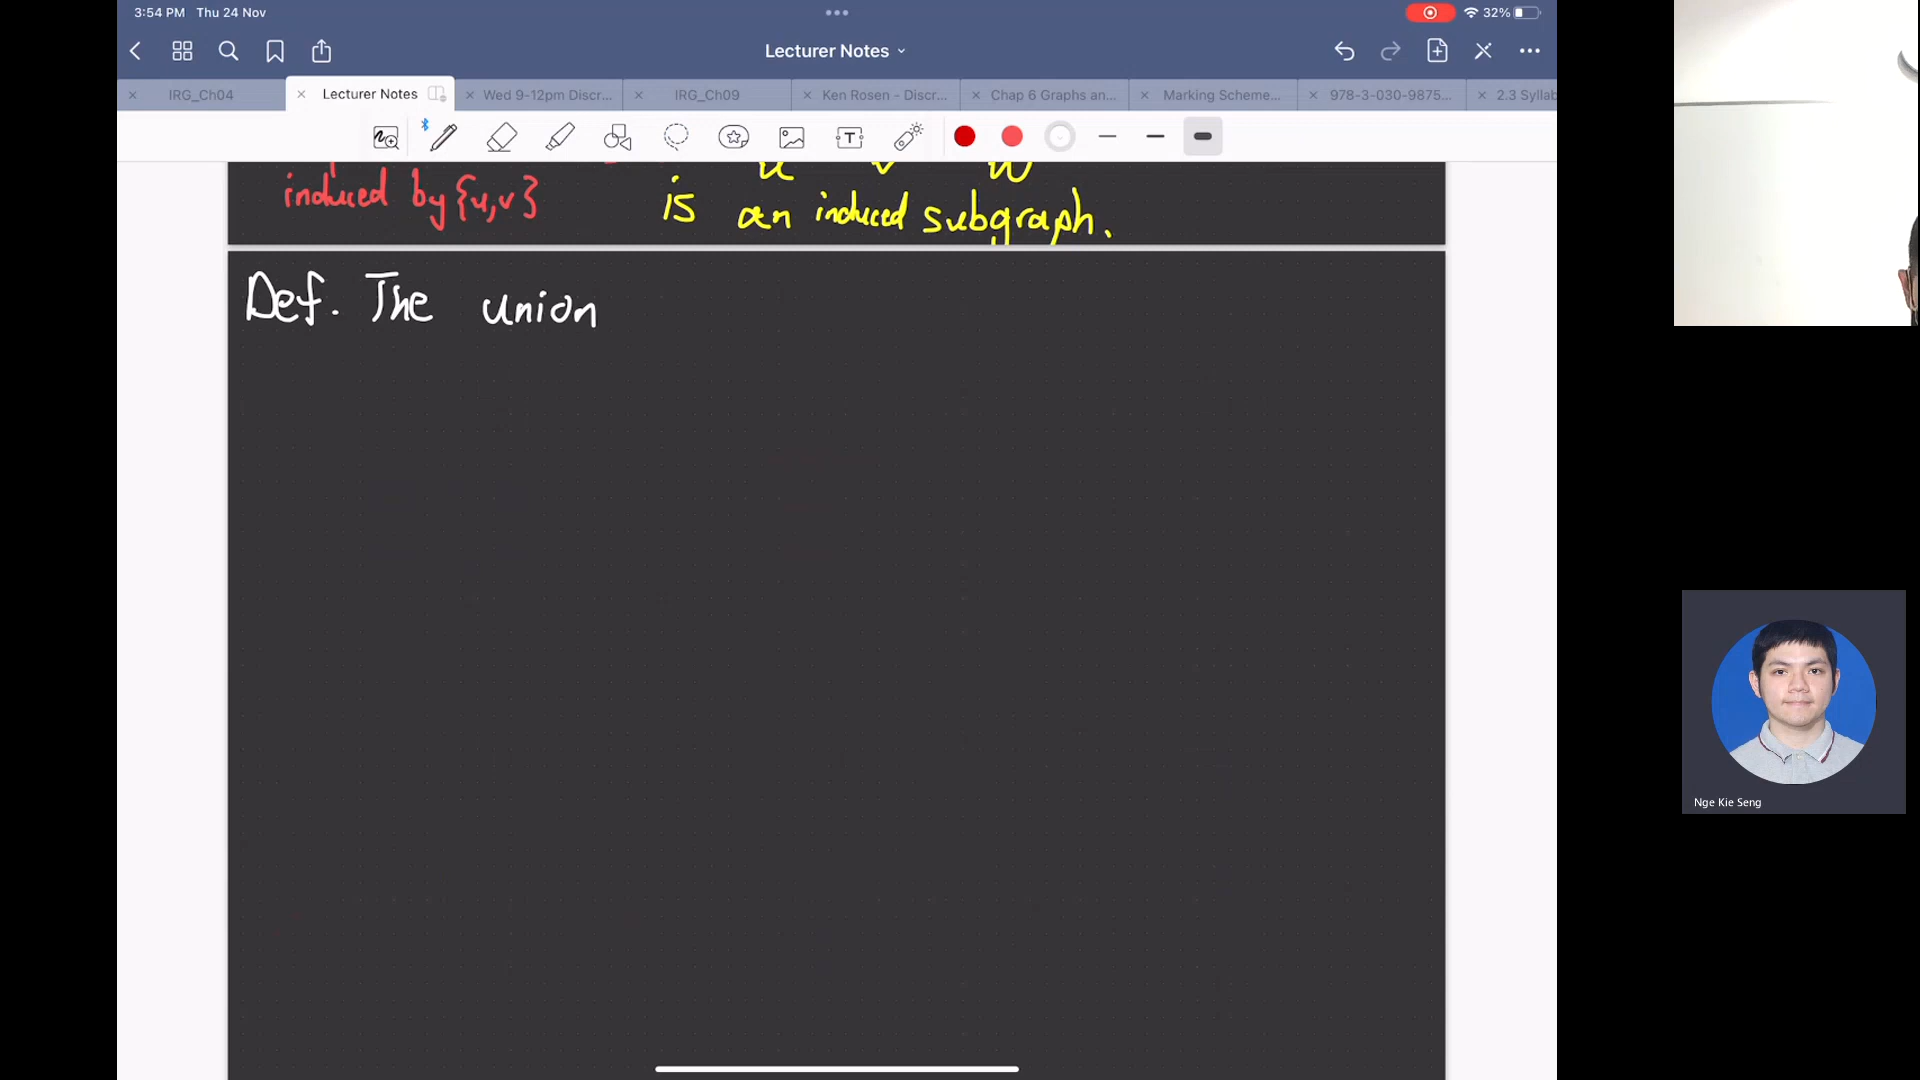 3:54 PM Thu 24 Nov
32%
Lecturer Notes
IRG_Ch04
Lecturer Notes
Wed 9-12pm Discr...
IRG_Ch09
Ken Rosen - Discr...
Chap 6 Graphs an...
Marking Scheme...
978-3-030-9875...
2.3 Syllab
u v w
induced by {u,v}
is an induced subgraph.
Def. The union
Nge Kie Seng